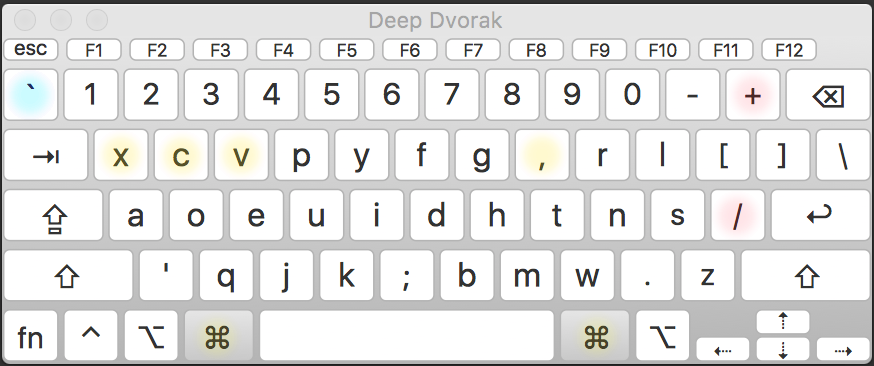 Deep Dvorak
esc F1 F2 F3 F4 F5 F6 F7 F8 F9 F10 F11 F12
` 1 2 3 4 5 6 7 8 9 0 - + ⌫
⇥ x c v p y f g , r l [ ] \
⇪ a o e u i d h t n s / ↩
⇧ ' q j k ; b m w . z ⇧
fn ^ ⌥ ⌘ ⌘ ⌥ ⇠ ⇡ ⇣ ⇢